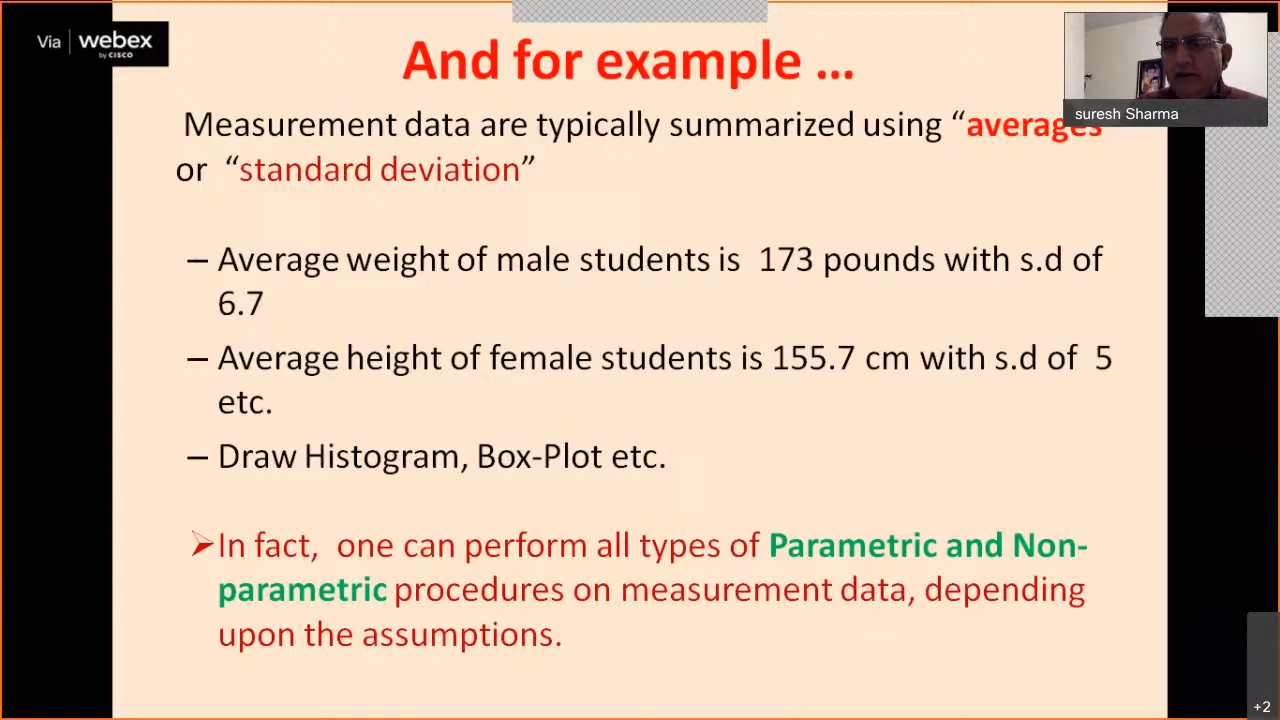 Via webex
by CISCO
And for example ...
suresh Sharma
Measurement data are typically summarized using “averages
or “standard deviation”
– Average weight of male students is 173 pounds with s.d of
6.7
– Average height of female students is 155.7 cm with s.d of 5
etc.
– Draw Histogram, Box-Plot etc.
➢In fact, one can perform all types of Parametric and Non-
parametric procedures on measurement data, depending
upon the assumptions.
+2